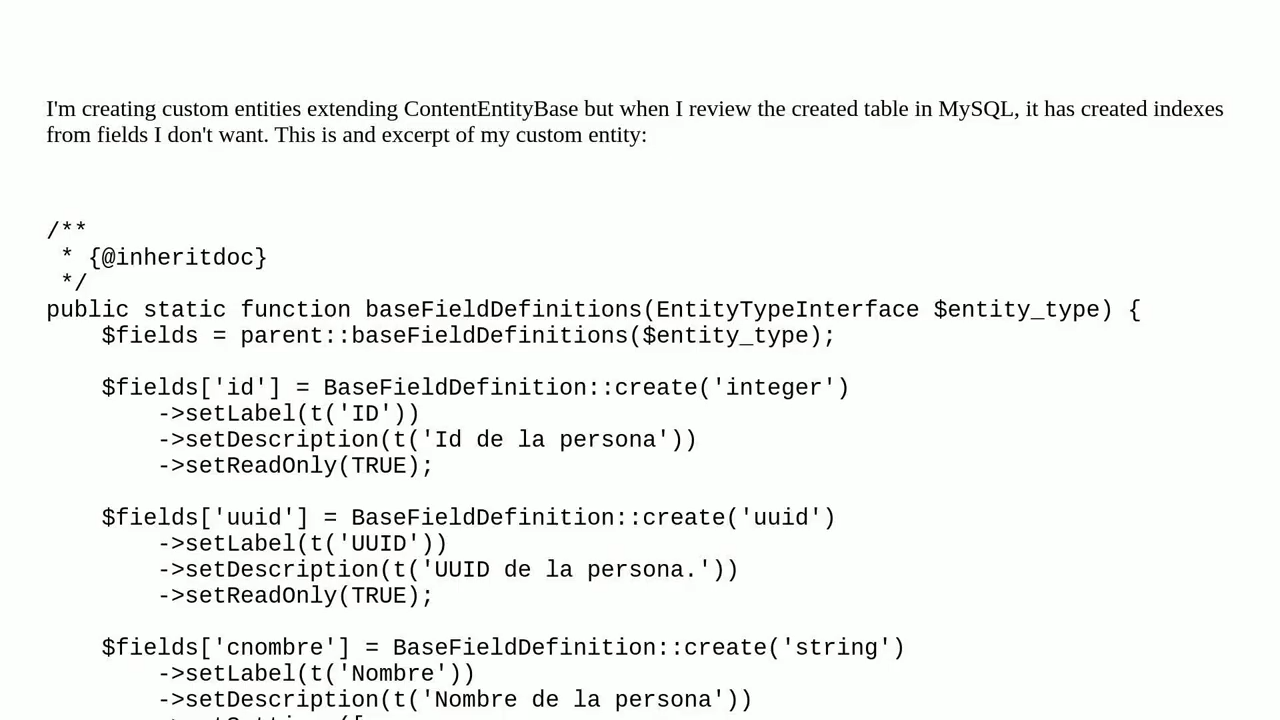 I'm creating custom entities extending ContentEntityBase but when I review the created table in MySQL, it has created indexes
from fields I don't want. This is and excerpt of my custom entity:
/**
 * {@inheritdoc}
 */
public static function baseFieldDefinitions(EntityTypeInterface $entity_type) {
    $fields = parent::baseFieldDefinitions($entity_type);
    $fields['id'] = BaseFieldDefinition::create('integer')
        ->setLabel(t('ID'))
        ->setDescription(t('Id de la persona'))
        ->setReadOnly(TRUE);
    $fields['uuid'] = BaseFieldDefinition::create('uuid')
        ->setLabel(t('UUID'))
        ->setDescription(t('UUID de la persona.'))
        ->setReadOnly(TRUE);
    $fields['cnombre'] = BaseFieldDefinition::create('string')
        ->setLabel(t('Nombre'))
        ->setDescription(t('Nombre de la persona'))